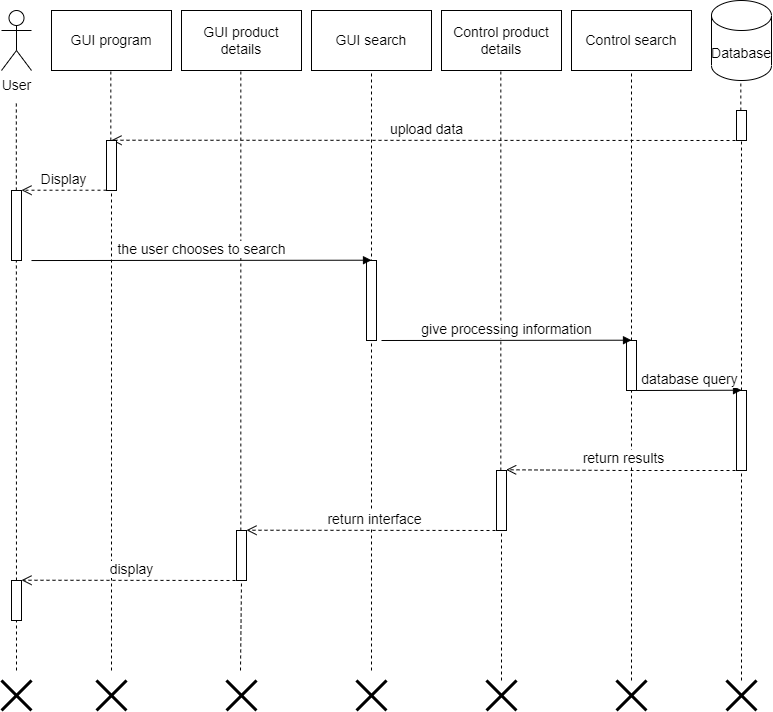 GUI program
GUI product
details
GUI search
Control product
details
Control search
Database
User
upload data
Display
the user chooses to search
give processing information
database query
return results
return interface
display